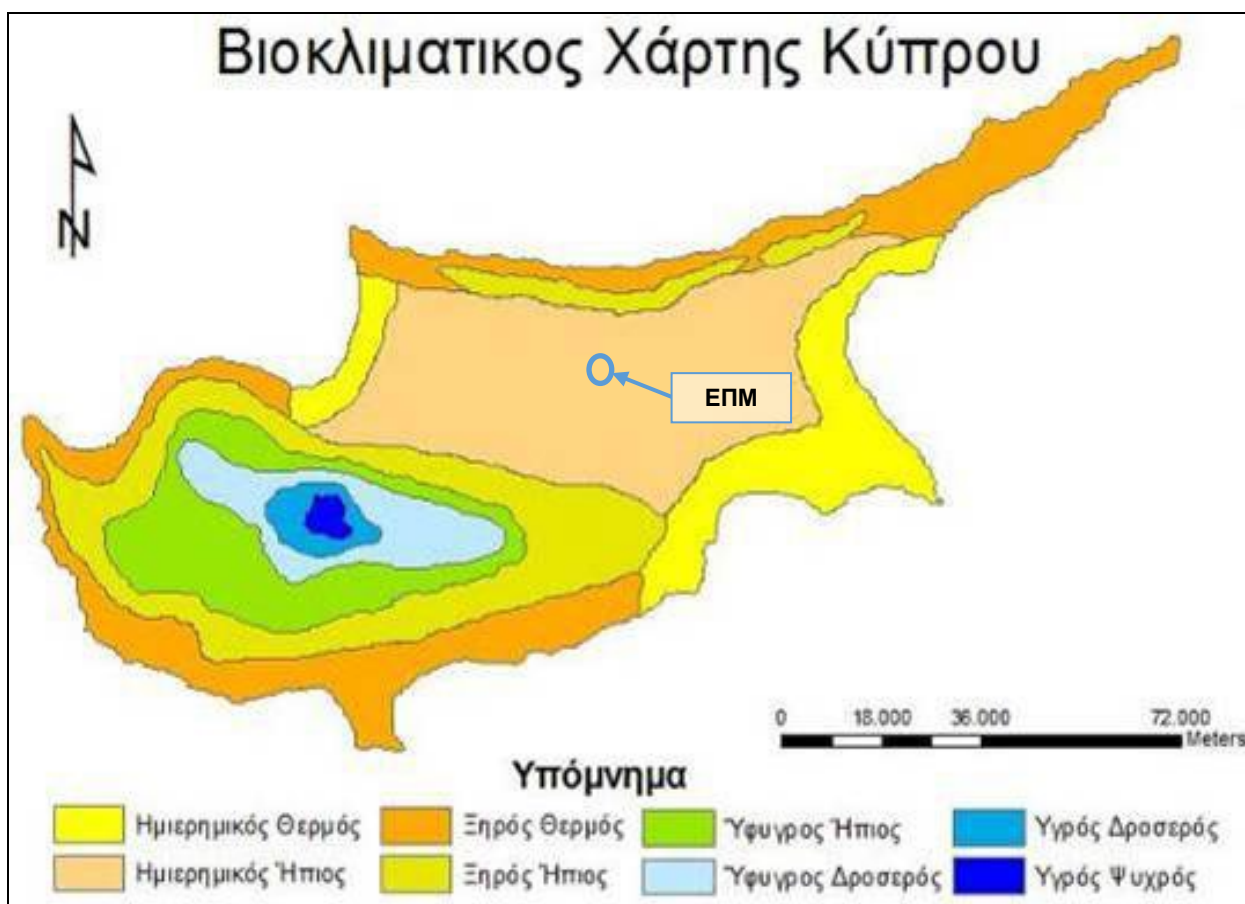 Βιοκλιματικος Χάρτης Κύπρου
N
ΕΠΜ
0 18.000 36.000 72.000
Meters
Υπόμνημα
Ημιερημικός Θερμός Ξηρός Θερμός Ύφυγρος Ήπιος Υγρός Δροσερός
Ημιερημικός Ήπιος Ξηρός Ήπιος Ύφυγρος Δροσερός Υγρός Ψυχρός